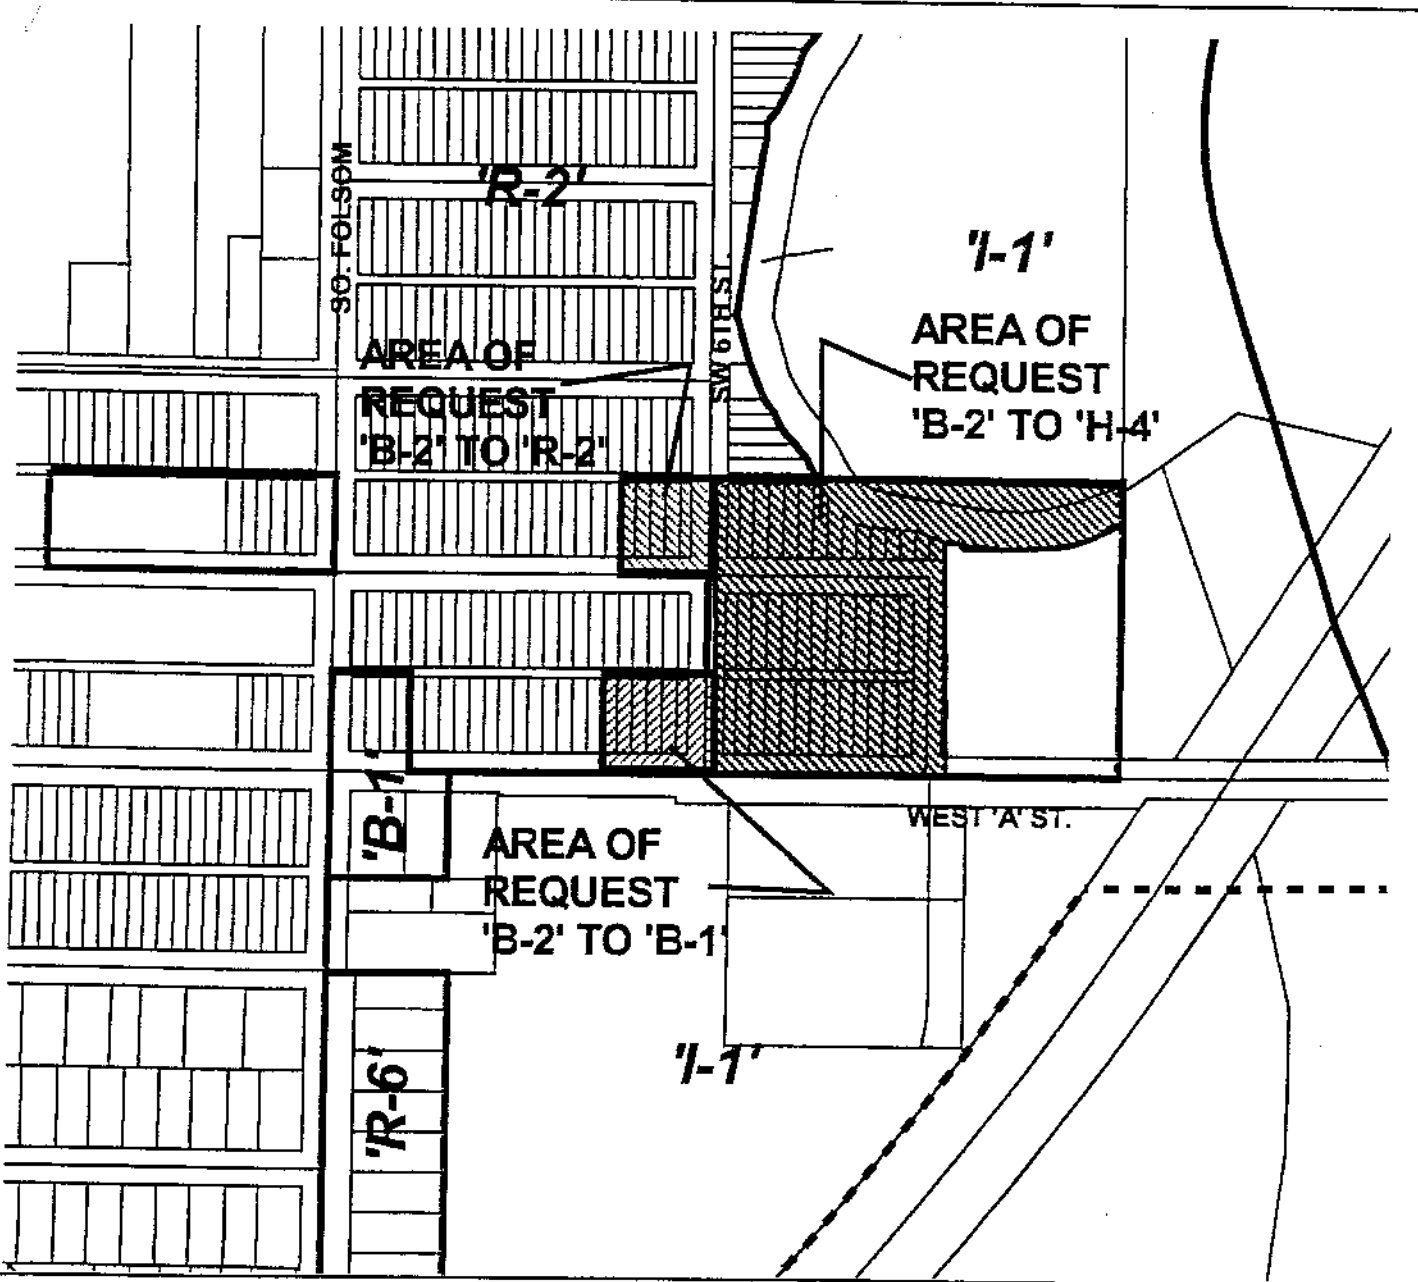 SO. FOLSOM
'R-2'
SW 6TH ST.
'I-1'
AREA OF
REQUEST
'B-2' TO 'R-2'
AREA OF
REQUEST
'B-2' TO 'H-4'
'B-1'
WEST 'A' ST.
AREA OF
REQUEST
'B-2' TO 'B-1'
'R-6'
'I-1'